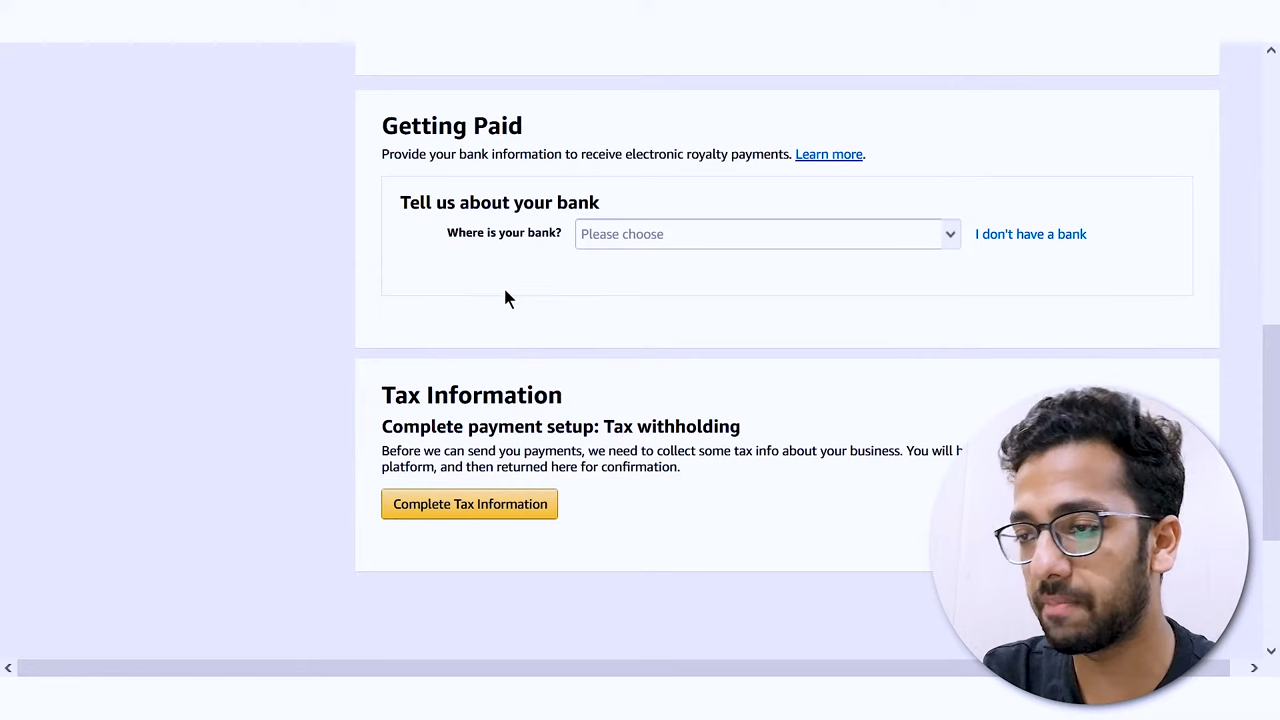 Getting Paid
Provide your bank information to receive electronic royalty payments. Learn more.
Tell us about your bank
Where is your bank?
Please choose
I don't have a bank
Tax Information
Complete payment setup: Tax withholding
Before we can send you payments, we need to collect some tax info about your business. You will
platform, and then returned here for confirmation.
Complete Tax Information